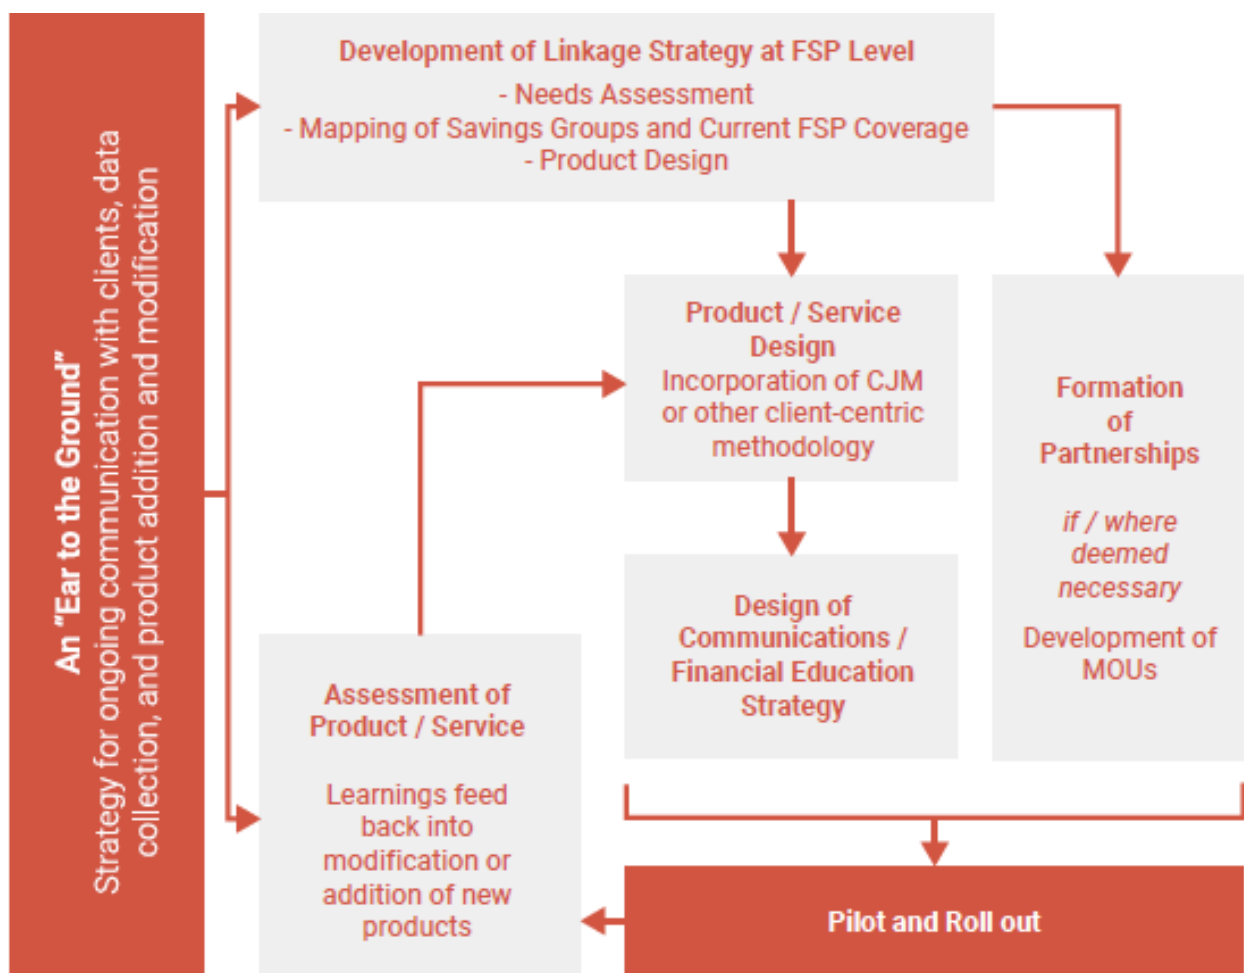 An "Ear to the Ground"
Strategy for ongoing communication with clients, data
collection, and product addition and modification
Development of Linkage Strategy at FSP Level
- Needs Assessment
- Mapping of Savings Groups and Current FSP Coverage
- Product Design
Product / Service
Design
Incorporation of CJM
or other client-centric
methodology
Formation
of
Partnerships
if / where
deemed
necessary
Development of
MOUs
Design of
Communications /
Financial Education
Strategy
Assessment of
Product / Service
Learnings feed
back into
modification or
addition of new
products
Pilot and Roll out